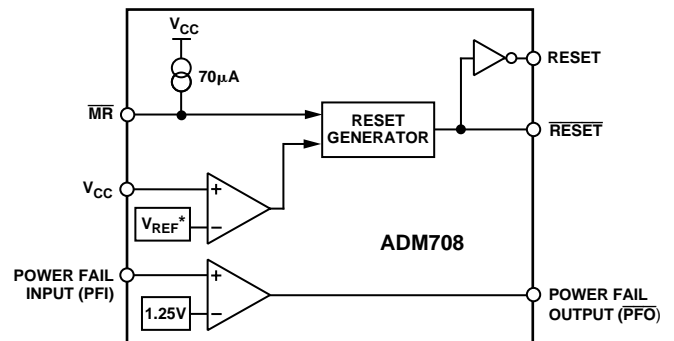 VCC
70µA
RESET
MR
RESET
GENERATOR
RESET
VCC
VREF*
ADM708
POWER FAIL
INPUT (PFI)
1.25V
POWER FAIL
OUTPUT (PFO)